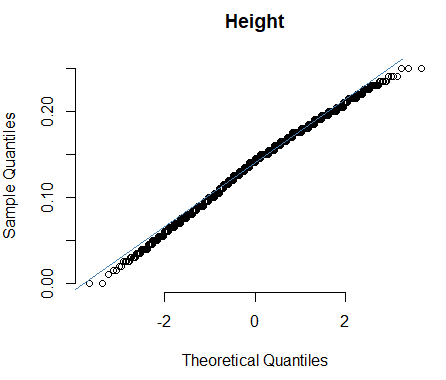 Height
Sample Quantiles
0.20
0.10
0.00
-2 0 2
Theoretical Quantiles